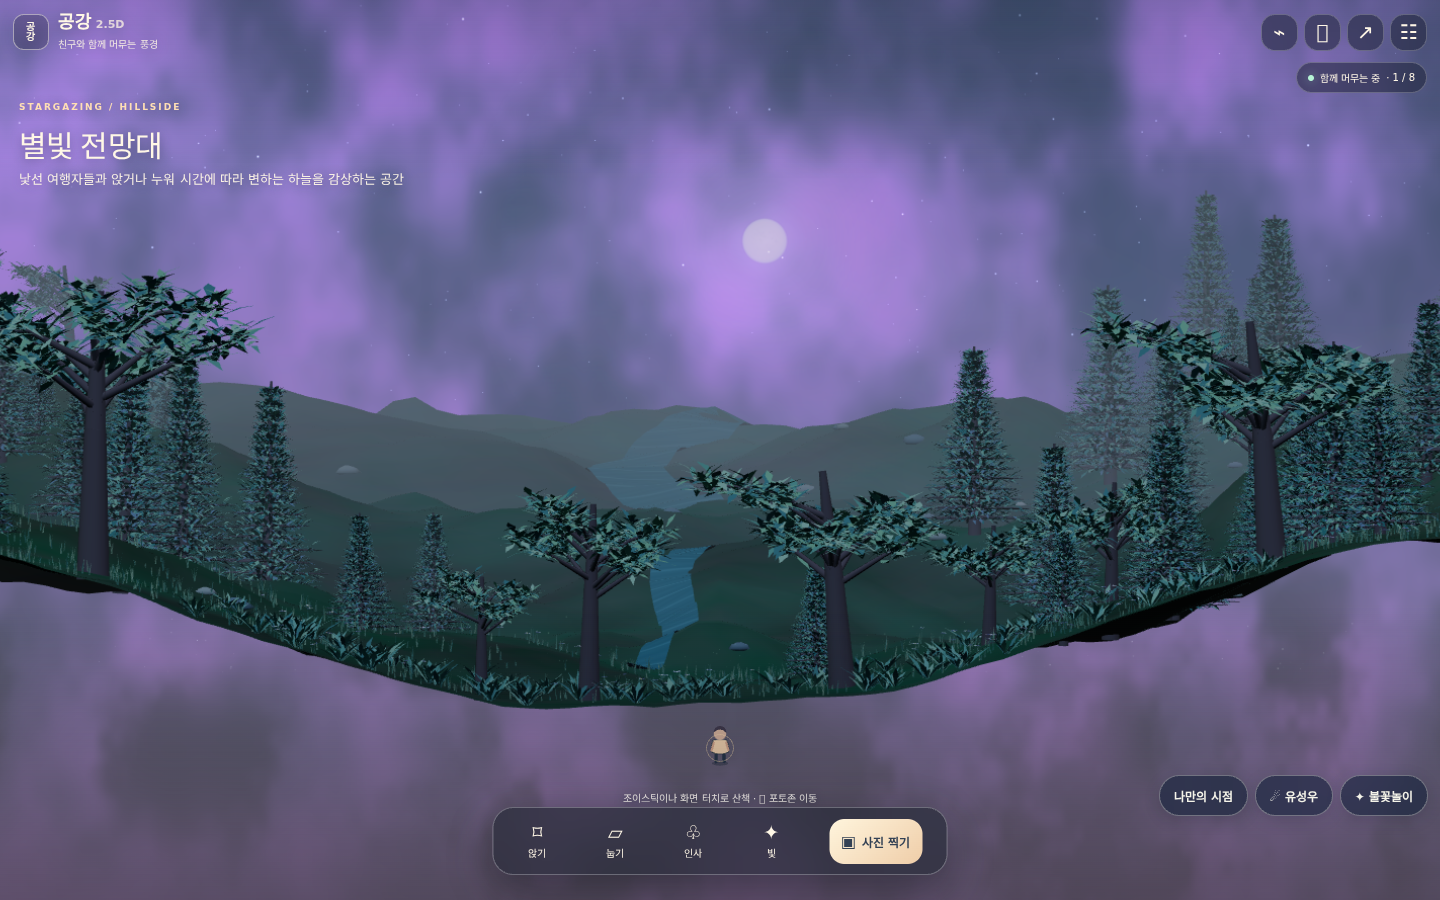 공강
공강 2.5D
친구와 함께 머무는 풍경
함께 머무는 중 · 1 / 8
STARGAZING / HILLSIDE
별빛 전망대
낯선 여행자들과 앉거나 누워 시간에 따라 변하는 하늘을 감상하는 공간
나만의 시점
☄ 유성우
✦ 불꽃놀이
조이스틱이나 화면 터치로 산책 · 포토존 이동
앉기
눕기
인사
빛
사진 찍기